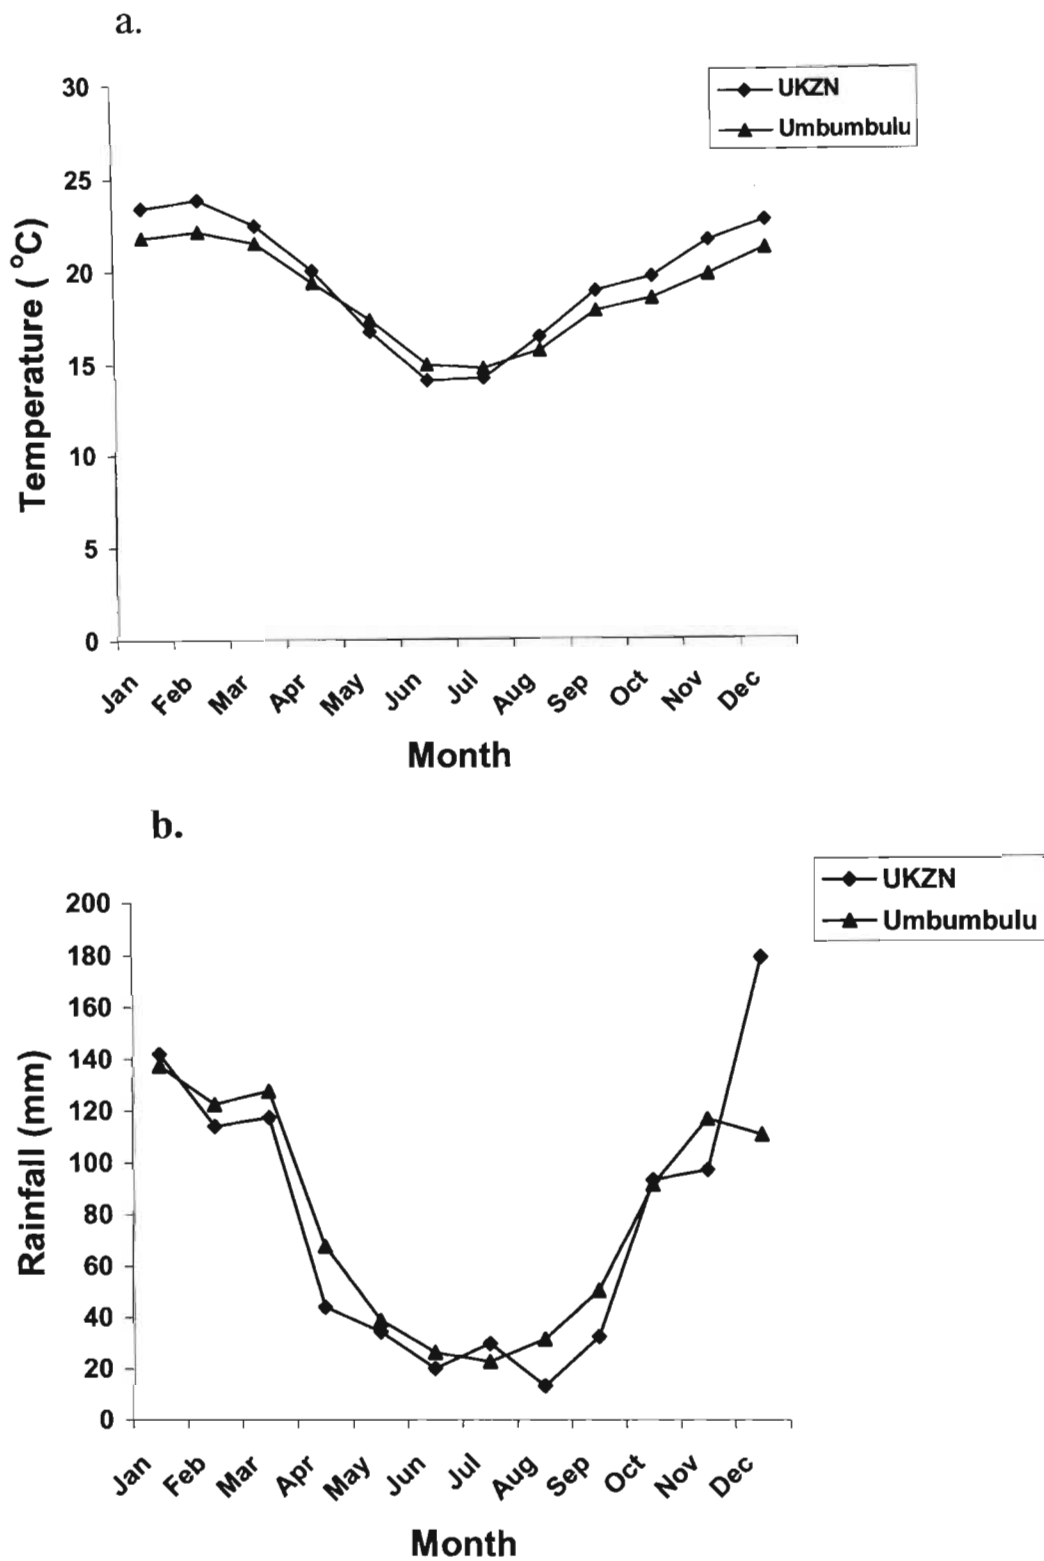 a.
UKZN
Umbumbulu
30
25
20
15
10
5
0
Temperature ( °C)
Jan Feb Mar Apr May Jun Jul Aug Sep Oct Nov Dec
Month
b.
UKZN
Umbumbulu
200
180
160
140
120
100
80
60
40
20
0
Rainfall (mm)
Jan Feb Mar Apr May Jun Jul Aug Sep Oct Nov Dec
Month